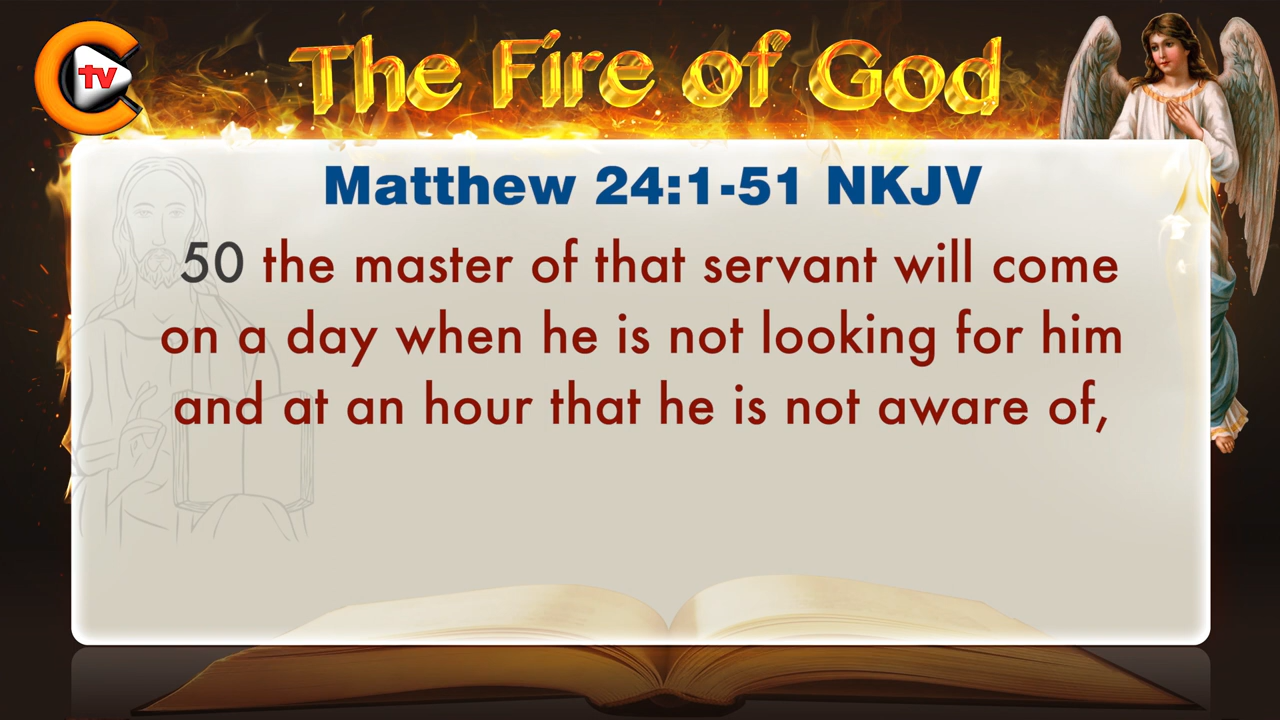 tv
The Fire of God
Matthew 24:1-51 NKJV
50 the master of that servant will come
on a day when he is not looking for him
and at an hour that he is not aware of,